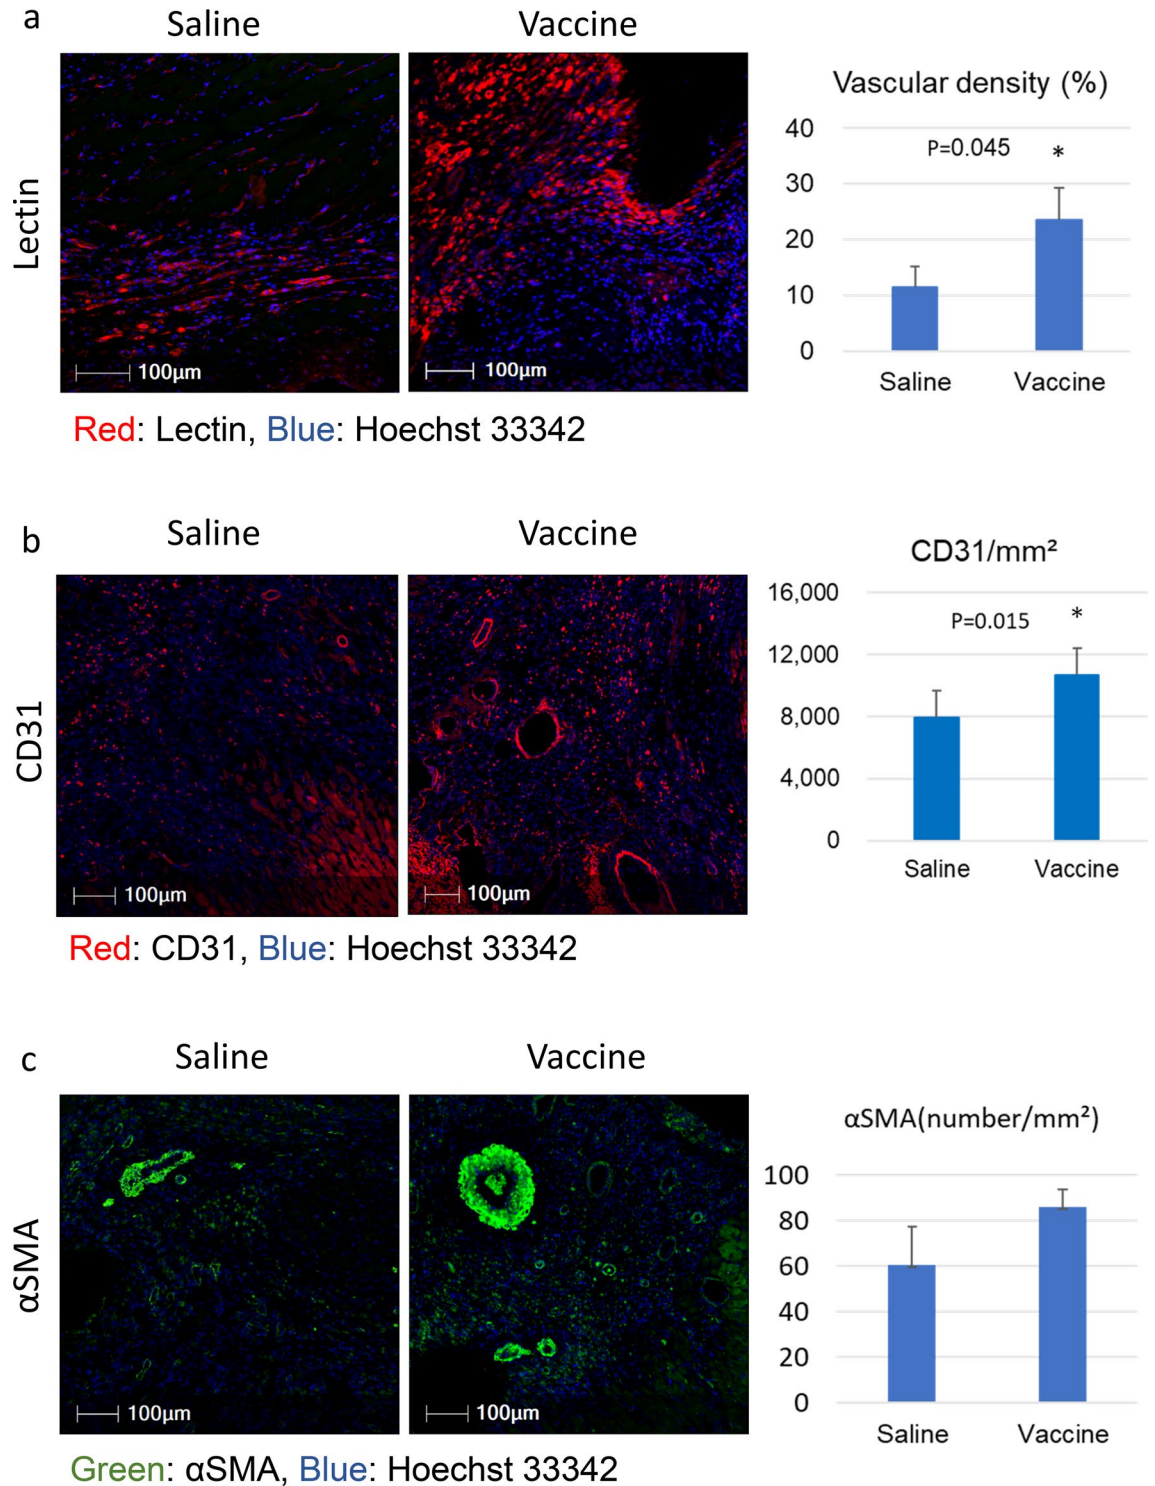 a
Saline
Vaccine
Lectin
100μm
100μm
Vascular density (%)
40
30
20
10
0
P=0.045
*
Saline
Vaccine
Red: Lectin, Blue: Hoechst 33342
b
Saline
Vaccine
CD31
100μm
100μm
CD31/mm²
16,000
12,000
8,000
4,000
0
P=0.015
*
Saline
Vaccine
Red: CD31, Blue: Hoechst 33342
c
Saline
Vaccine
αSMA
100μm
100μm
αSMA(number/mm²)
100
80
60
40
20
0
Saline
Vaccine
Green: αSMA, Blue: Hoechst 33342